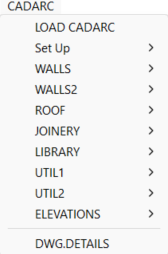 CADARC
LOAD CADARC
Set Up
WALLS
WALLS2
ROOF
JOINERY
LIBRARY
UTIL1
UTIL2
ELEVATIONS
DWG.DETAILS